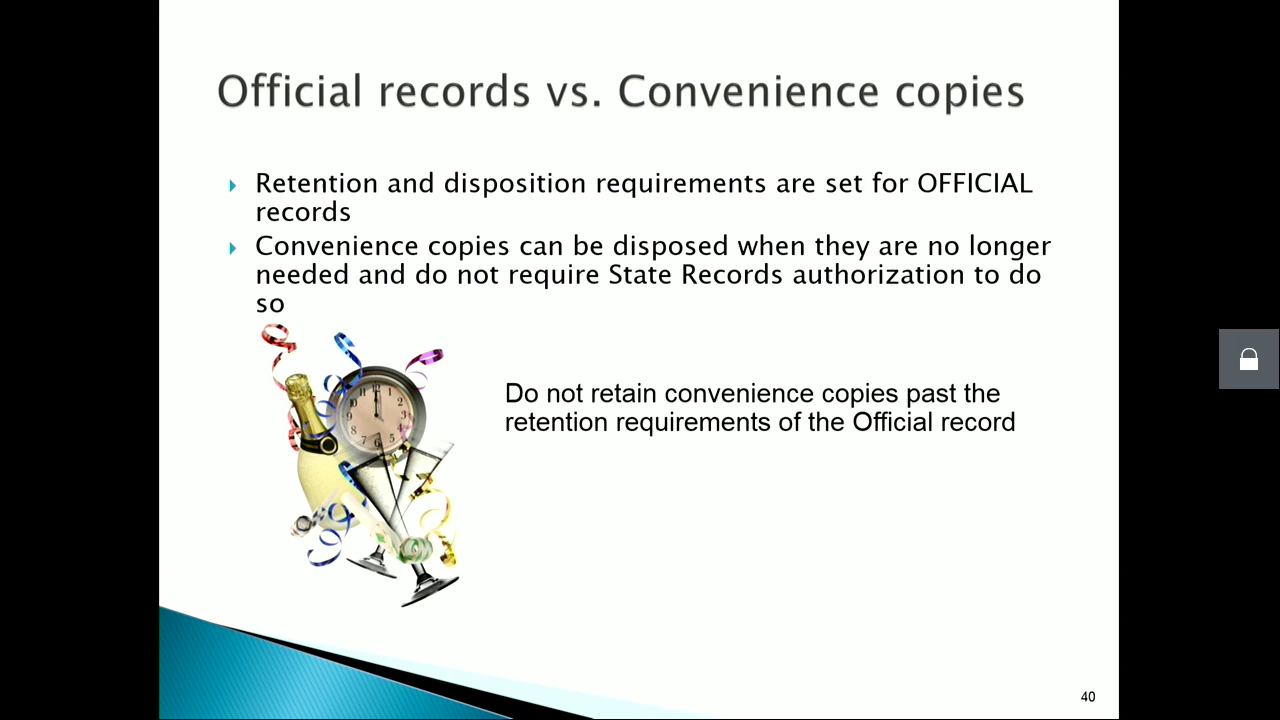 Official records vs. Convenience copies
Retention and disposition requirements are set for OFFICIAL
records
Convenience copies can be disposed when they are no longer
needed and do not require State Records authorization to do
so
Do not retain convenience copies past the
retention requirements of the Official record
40